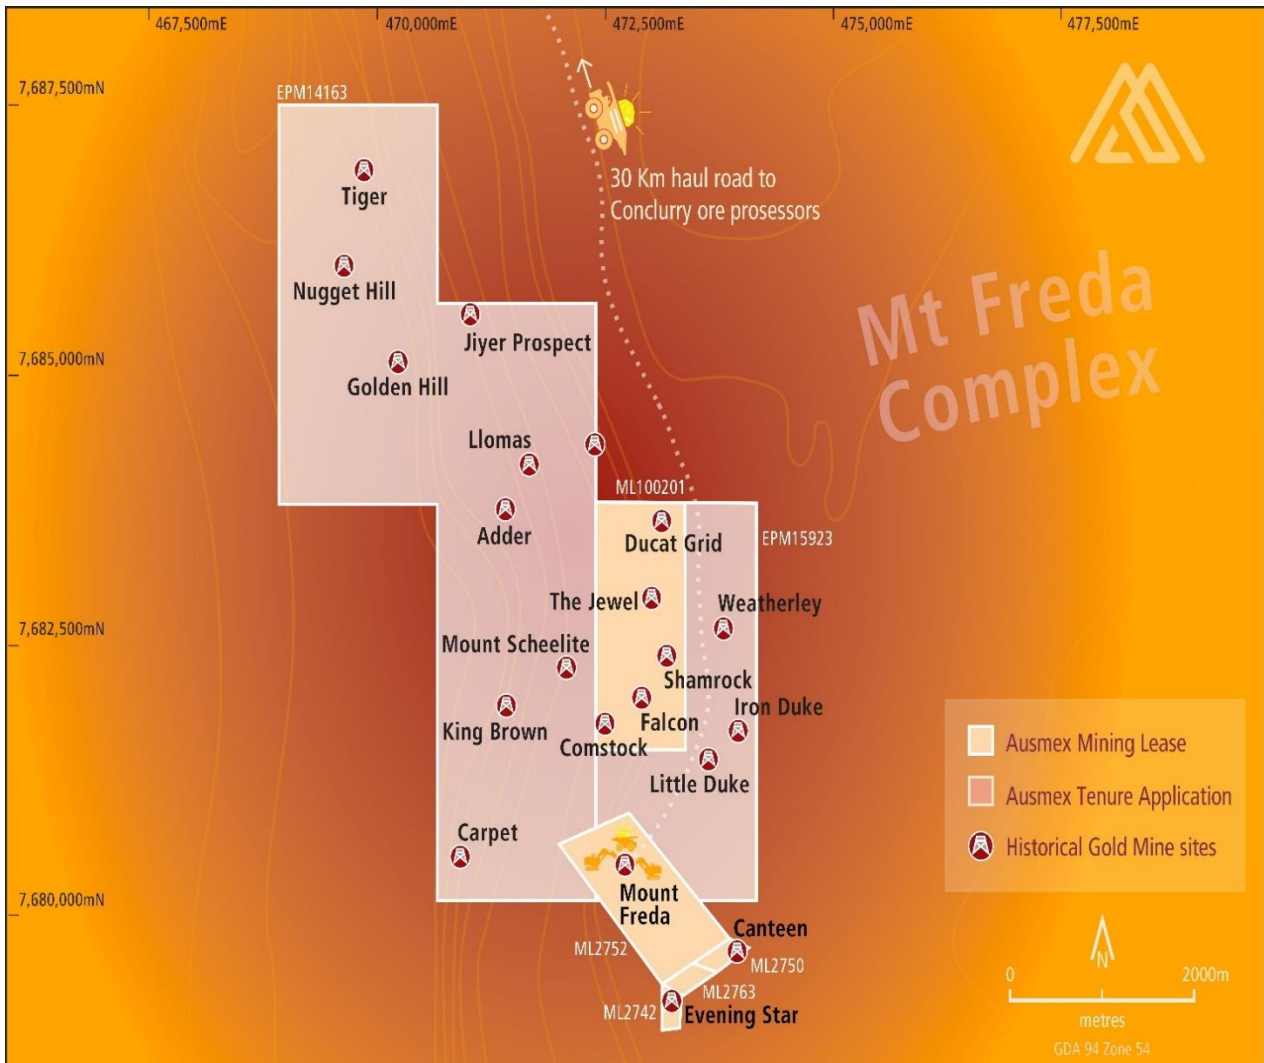 467,500mE
470,000mE
472,500mE
475,000mE
477,500mE
7,687,500mN
EPM14163
Tiger
30 Km haul road to
Conclurry ore prosessors
Nugget Hill
Mt Freda
Complex
Jiyer Prospect
7,685,000mN
Golden Hill
Llomas
ML100201
Adder
Ducat Grid
EPM15923
The Jewel
Weatherley
7,682,500mN
Mount Scheelite
Shamrock
King Brown
Falcon
Iron Duke
Comstock
Little Duke
Ausmex Mining Lease
Ausmex Tenure Application
Historical Gold Mine sites
Carpet
7,680,000mN
Mount
Freda
Canteen
ML2752
ML2750
ML2763
ML2742
Evening Star
N
0
2000m
metres
GDA 94 Zone 54